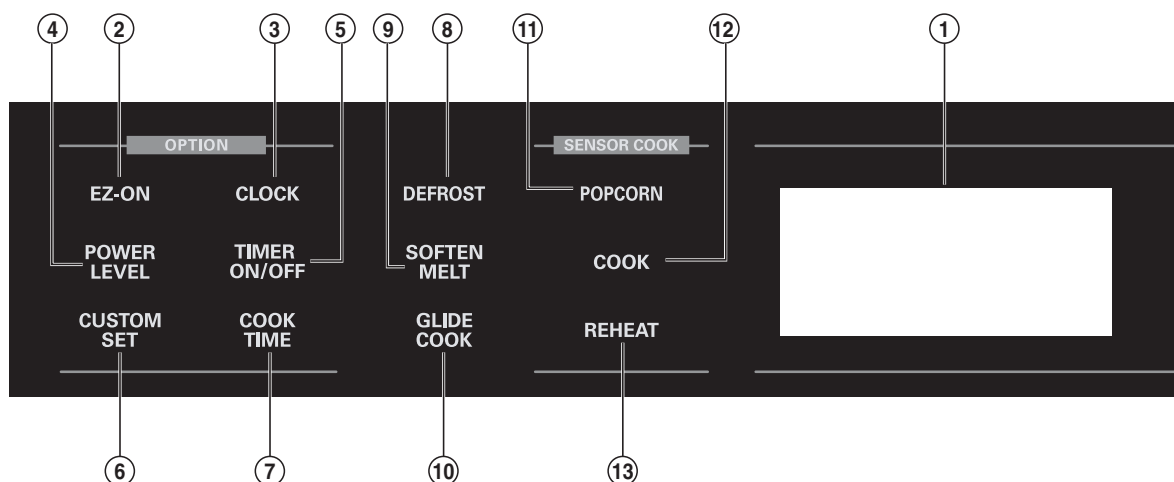 4
2
3
5
9
8
11
12
1
OPTION
SENSOR COOK
EZ-ON
CLOCK
DEFROST
POPCORN
POWER
LEVEL
TIMER
ON/OFF
SOFTEN
MELT
COOK
CUSTOM
SET
COOK
TIME
GLIDE
COOK
REHEAT
6
7
10
13